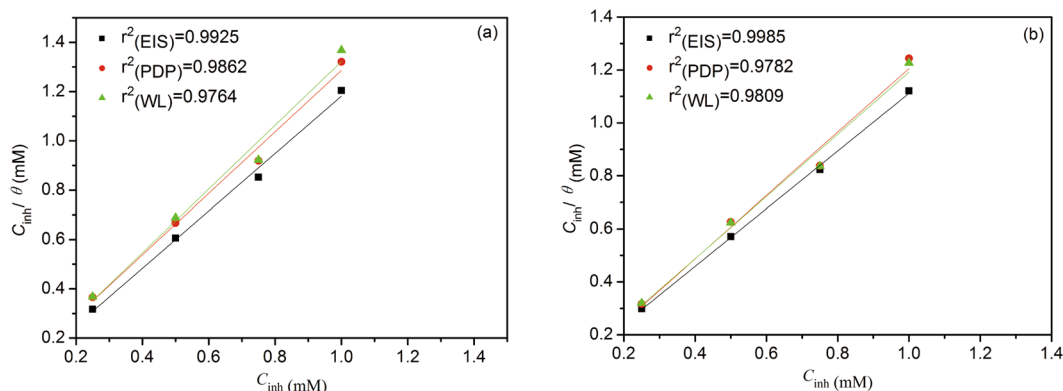 (a)
r²(EIS)=0.9925
r²(PDP)=0.9862
r²(WL)=0.9764
1.4
1.2
1.0
0.8
0.6
0.4
0.2
C_inh/ θ (mM)
0.2 0.4 0.6 0.8 1.0 1.2 1.4
C_inh (mM)
(b)
r²(EIS)=0.9985
r²(PDP)=0.9782
r²(WL)=0.9809
1.4
1.2
1.0
0.8
0.6
0.4
0.2
C_inh/ θ (mM)
0.2 0.4 0.6 0.8 1.0 1.2 1.4
C_inh (mM)